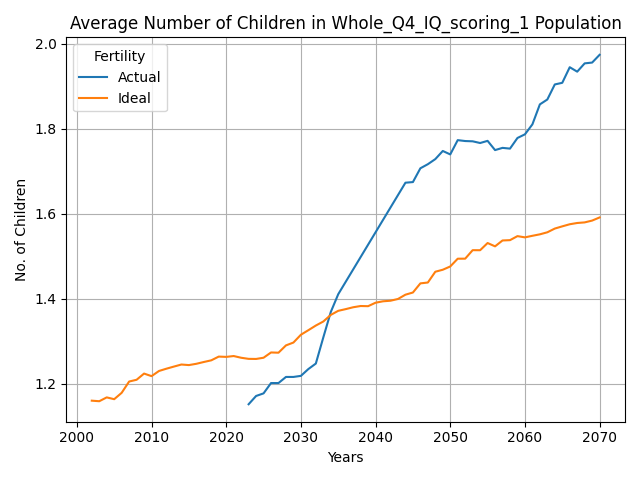 Average Number of Children in Whole_Q4_IQ_scoring_1 Population
Fertility
Actual
Ideal
No. of Children
2.0
1.8
1.6
1.4
1.2
2000 2010 2020 2030 2040 2050 2060 2070
Years